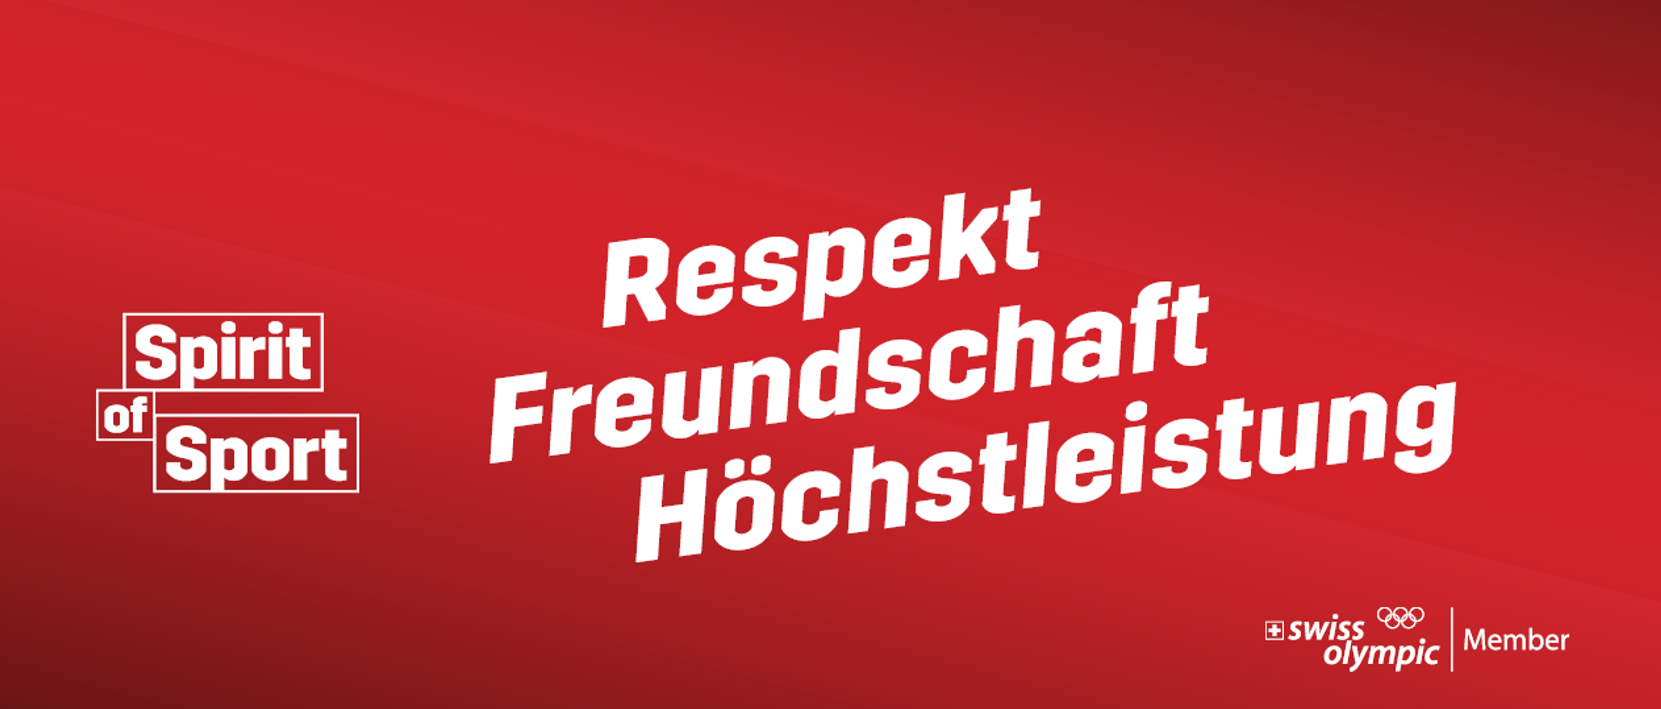 Spirit
of
Sport
Respekt
Freundschaft
Höchstleistung
swiss
olympic
Member